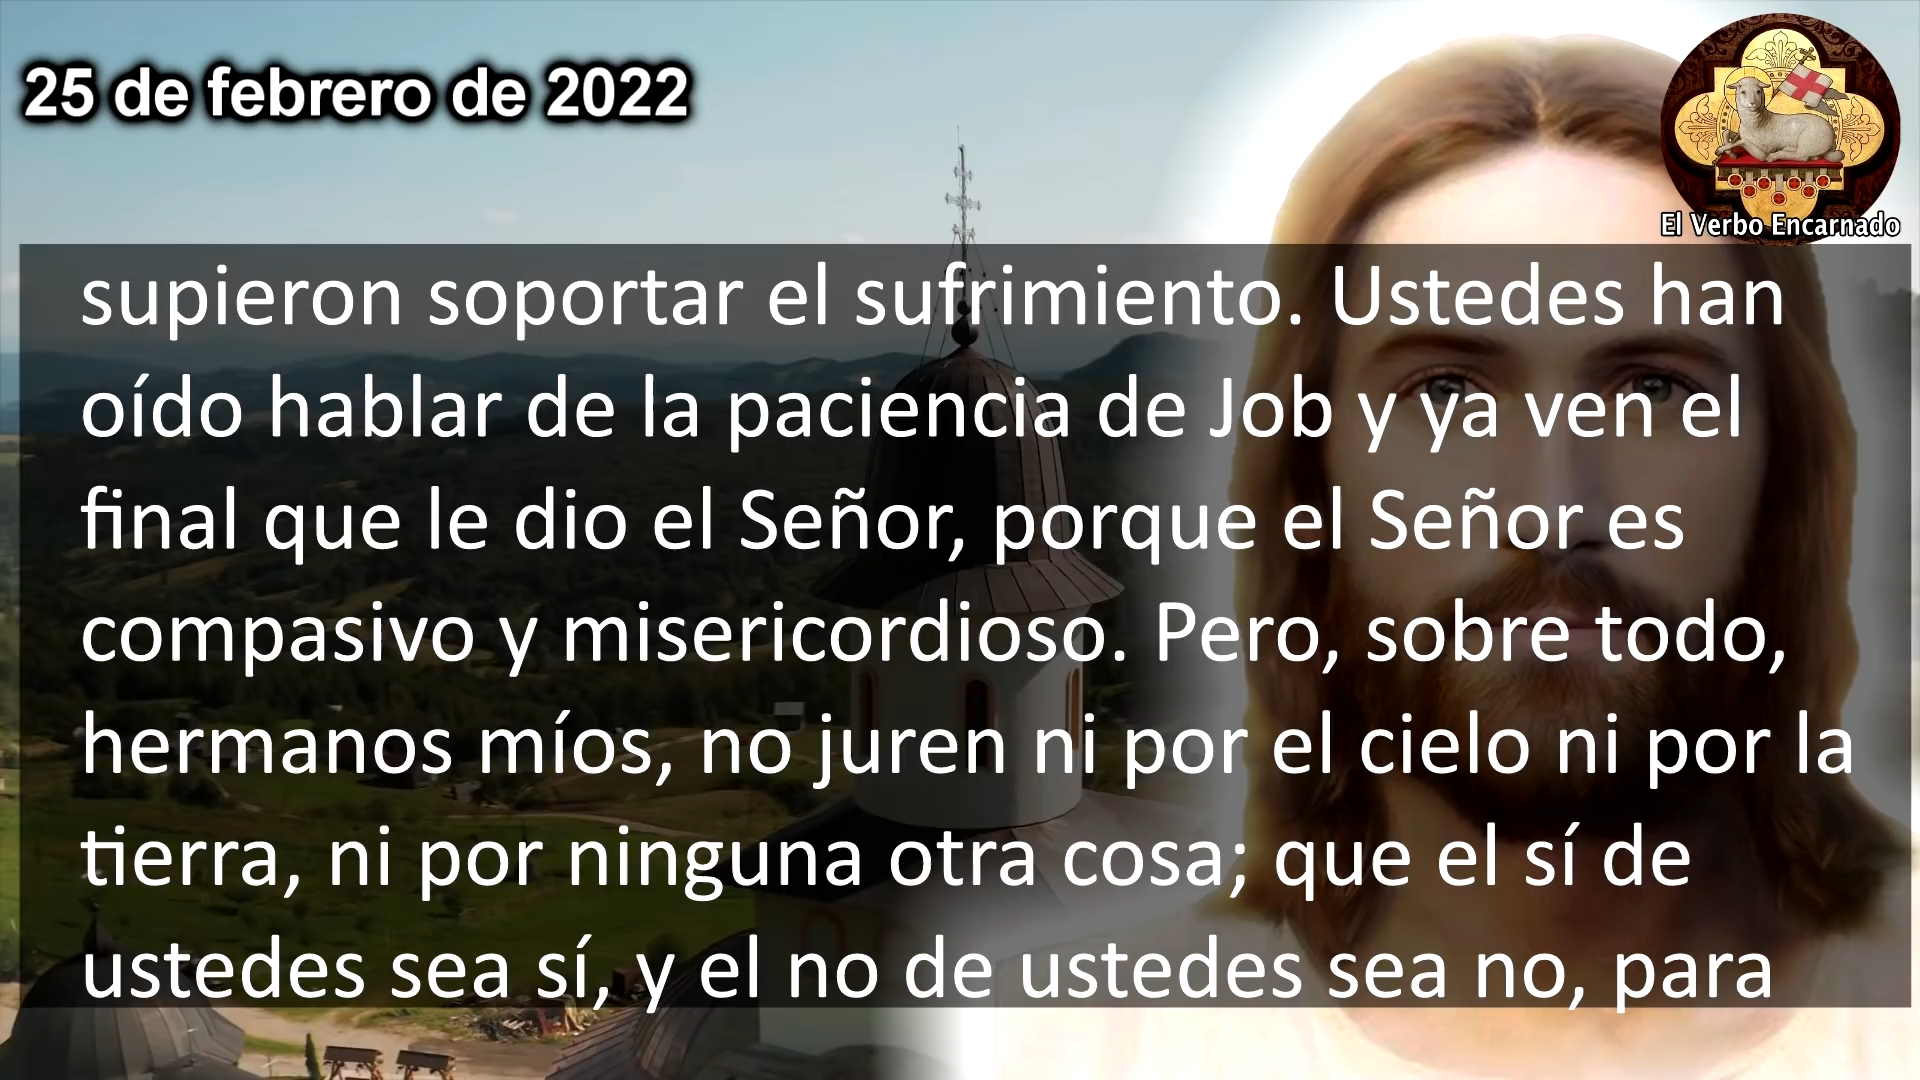 25 de febrero de 2022
El Verbo Encarnado
supieron soportar el sufrimiento. Ustedes han
oído hablar de la paciencia de Job y ya ven el
final que le dio el Señor, porque el Señor es
compasivo y misericordioso. Pero, sobre todo,
hermanos míos, no juren ni por el cielo ni por la
tierra, ni por ninguna otra cosa; que el sí de
ustedes sea sí, y el no de ustedes sea no, para